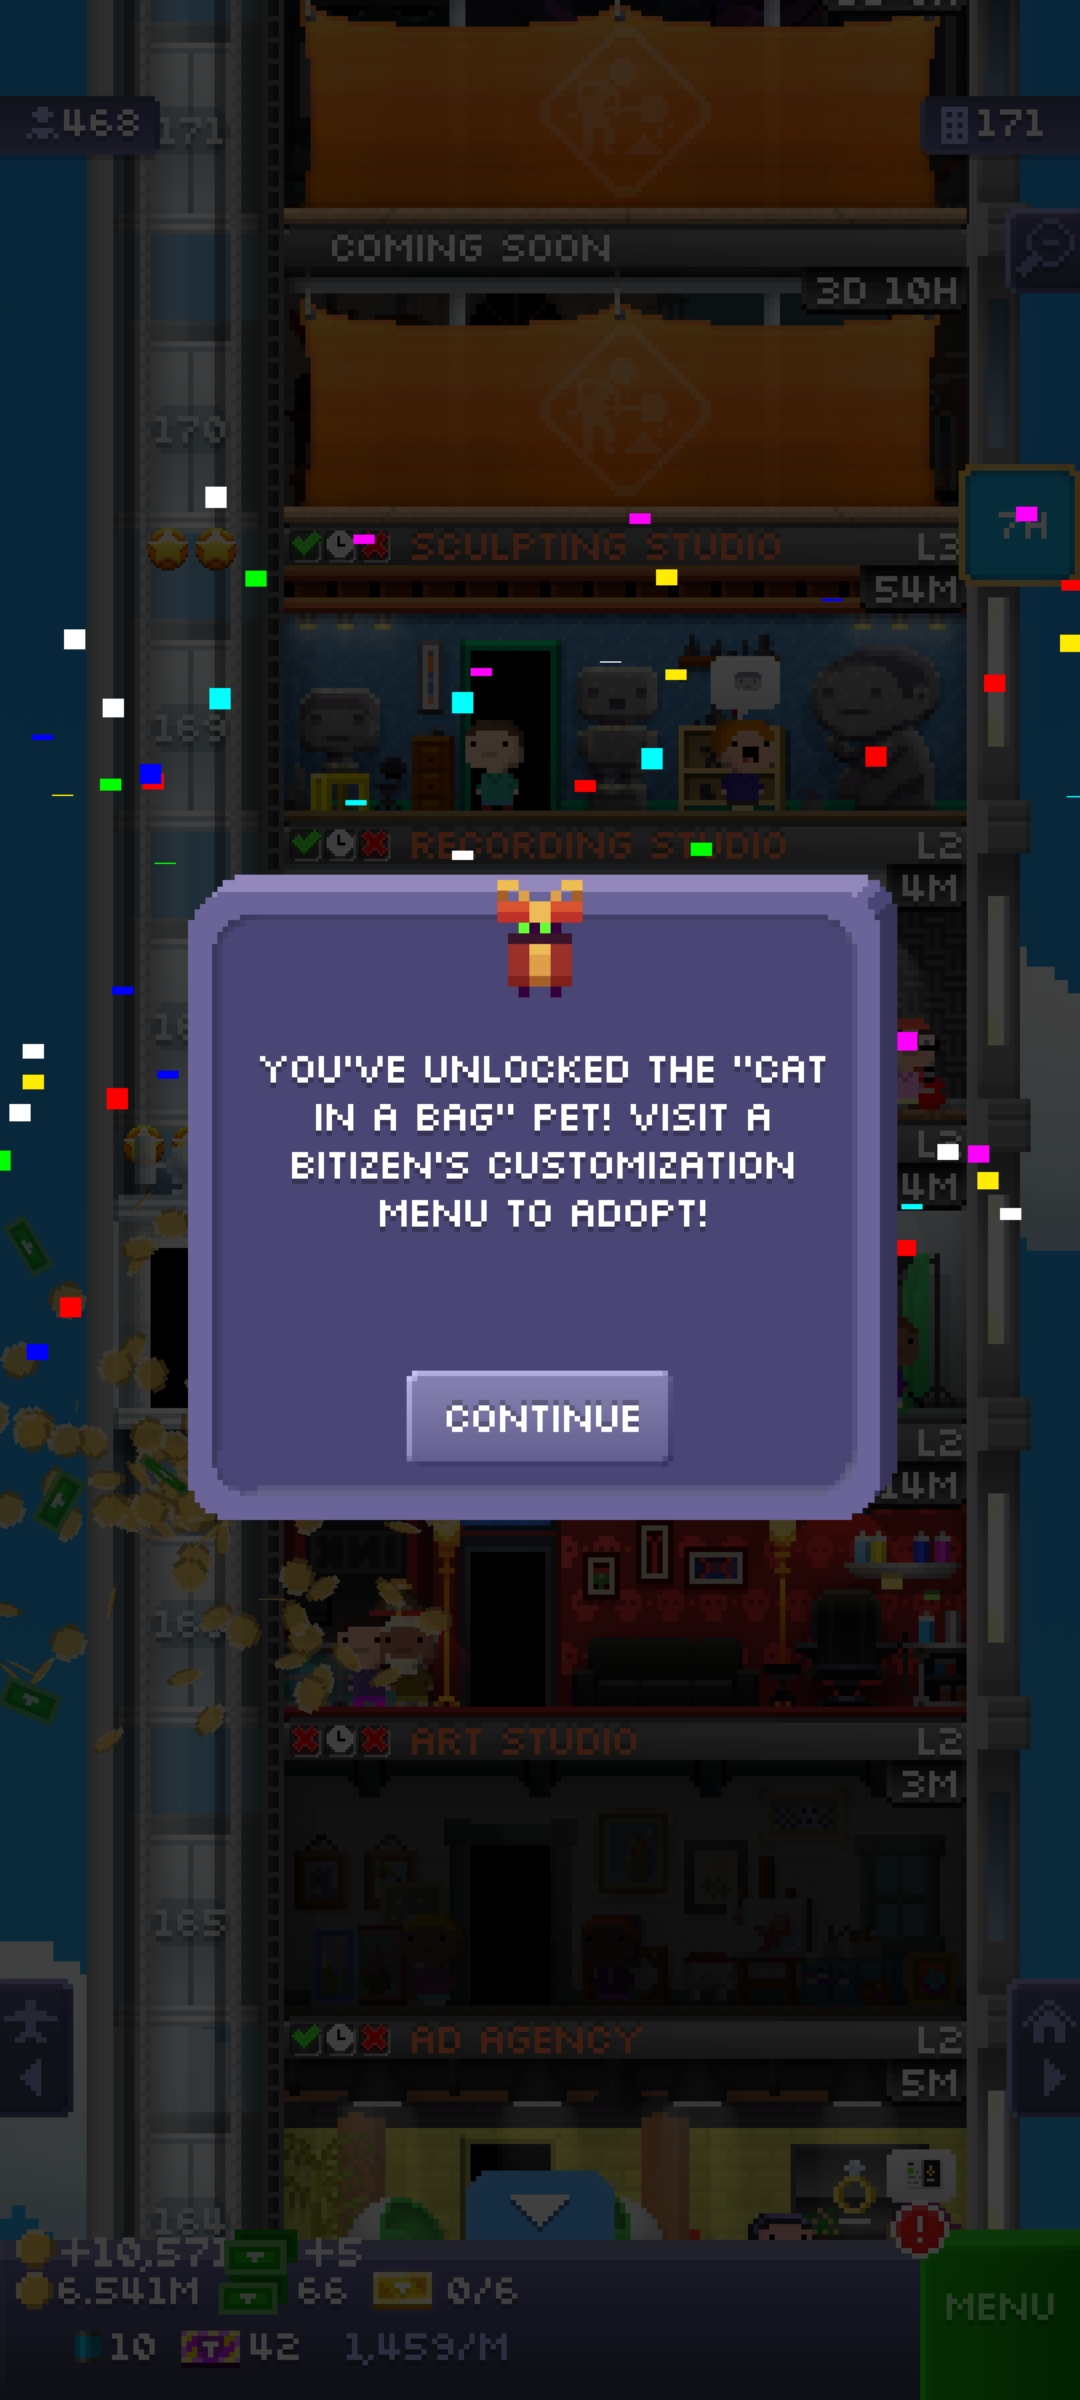 468
171
171
COMING SOON
3D 10H
170
7H
SCULPTING STUDIO L3
54M
169
RECORDING STUDIO L2
4M
YOU'VE UNLOCKED THE "CAT
IN A BAG" PET! VISIT A
BITIZEN'S CUSTOMIZATION
MENU TO ADOPT!
4M
CONTINUE
L2
14M
ART STUDIO L2
3M
165
AD AGENCY L2
5M
164
+10,571 +5
6.541M 66 0/6
MENU
10 42 1,459/M